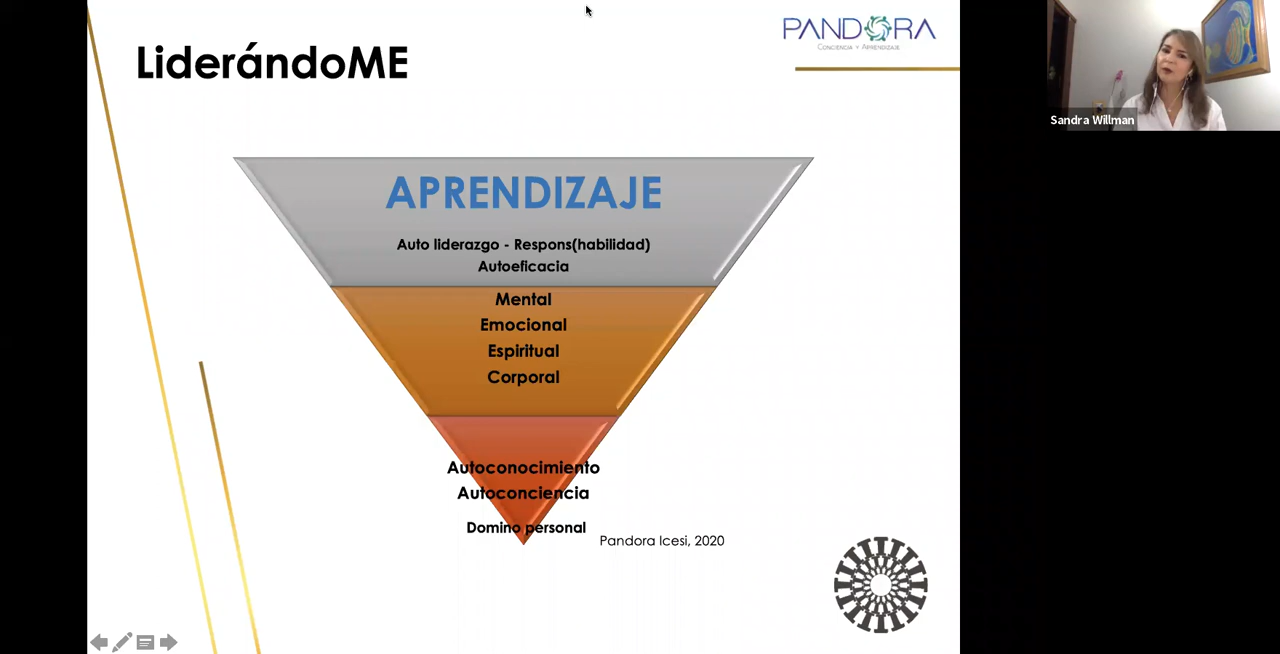 LiderándoME
PANDORA
CONCIENCIA Y APRENDIZAJE
Sandra Willman
APRENDIZAJE
Auto liderazgo - Respons(habilidad)
Autoeficacia
Mental
Emocional
Espiritual
Corporal
Autoconocimiento
Autoconciencia
Domino personal
Pandora Icesi, 2020